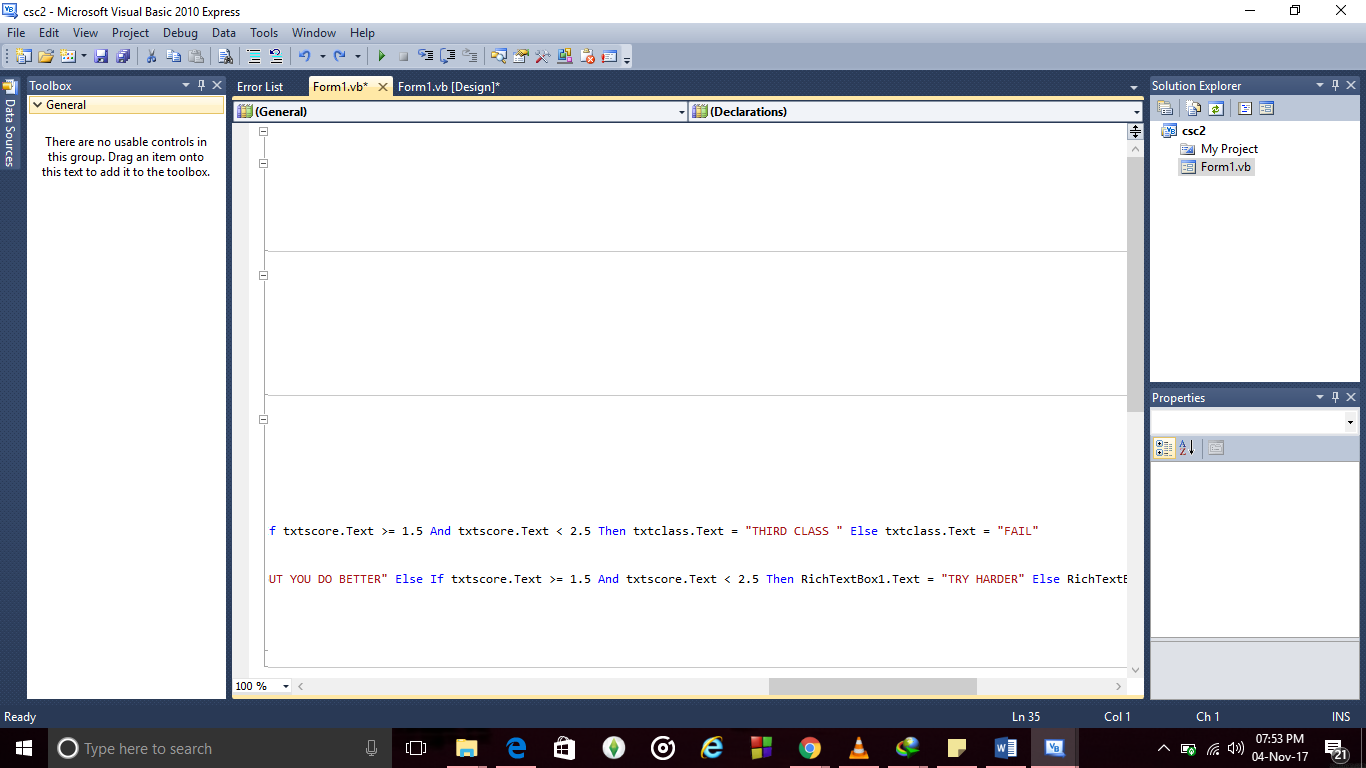 csc2 - Microsoft Visual Basic 2010 Express
File Edit View Project Debug Data Tools Window Help
Data Sources
Toolbox
General
There are no usable controls in
this group. Drag an item onto
this text to add it to the toolbox.
Error List Form1.vb* Form1.vb [Design]*
(General) (Declarations)
f txtscore.Text >= 1.5 And txtscore.Text < 2.5 Then txtclass.Text = "THIRD CLASS " Else txtclass.Text = "FAIL"
UT YOU DO BETTER" Else If txtscore.Text >= 1.5 And txtscore.Text < 2.5 Then RichTextBox1.Text = "TRY HARDER" Else RichTextB
100 %
Solution Explorer
csc2
My Project
Form1.vb
Properties
Ready Ln 35 Col 1 Ch 1 INS
Type here to search
07:53 PM
04-Nov-17
21